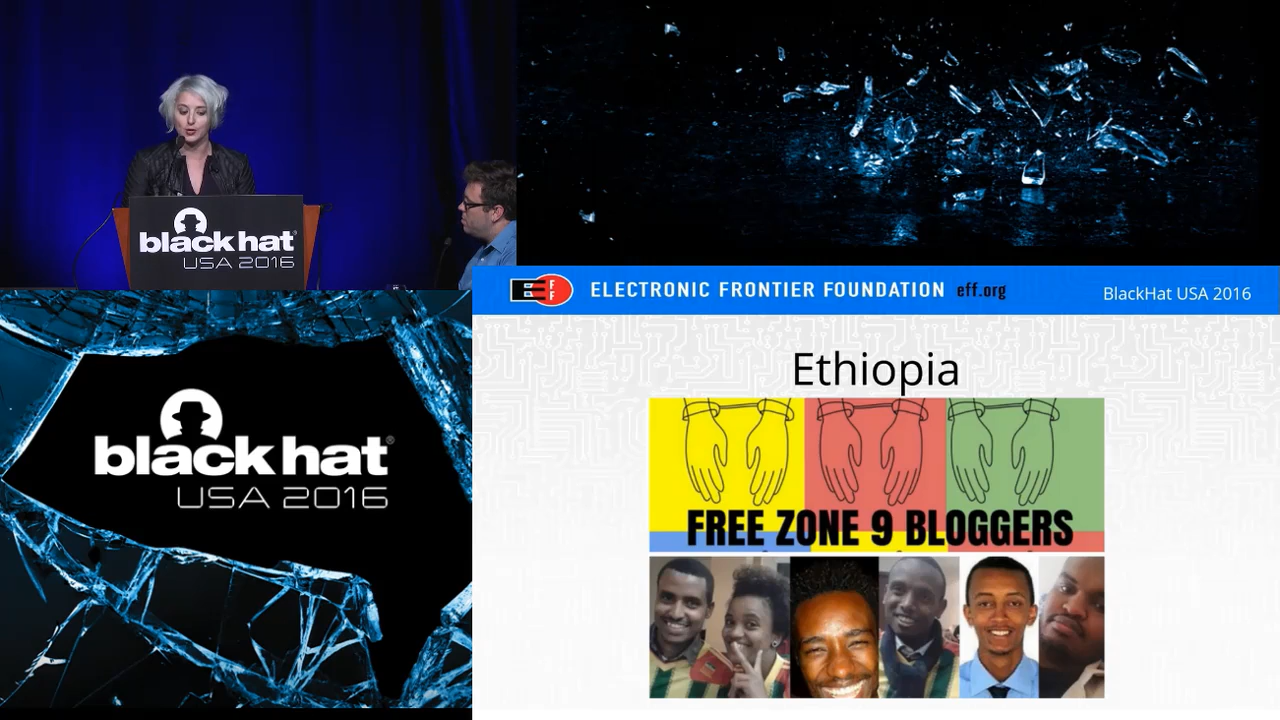 black hat
USA 2016
EFF
ELECTRONIC FRONTIER FOUNDATION eff.org
BlackHat USA 2016
Ethiopia
FREE ZONE 9 BLOGGERS
black hat®
USA 2016